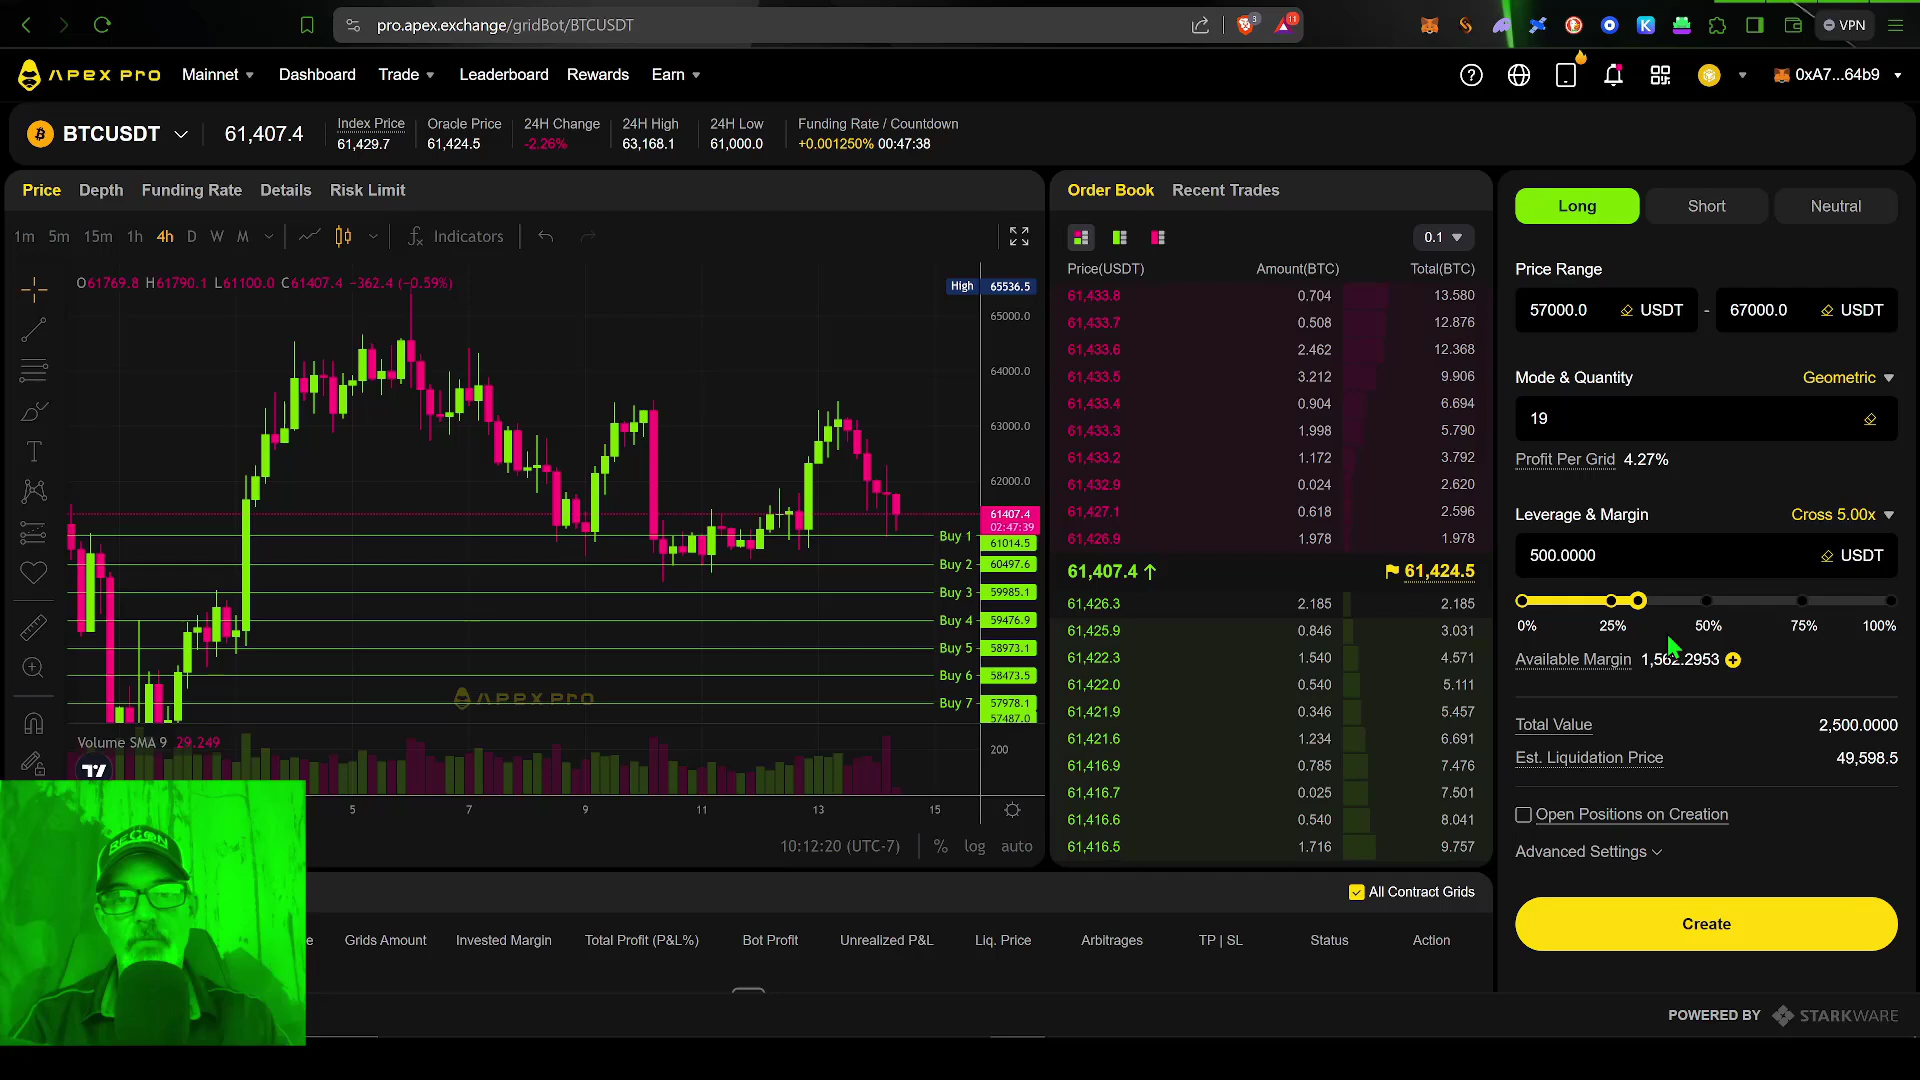 pro.apex.exchange/gridBot/BTCUSDT
3
11
VPN
APEX PRO
Mainnet
Dashboard
Trade
Leaderboard
Rewards
Earn
0xA7...64b9
BTCUSDT
61,407.4
Index Price
61,429.7
Oracle Price
61,424.5
24H Change
-2.26%
24H High
63,168.1
24H Low
61,000.0
Funding Rate / Countdown
+0.001250% 00:47:38
Price
Depth
Funding Rate
Details
Risk Limit
1m
5m
15m
1h
4h
D
W
M
Indicators
O61769.8 H61790.1 L61100.0 C61407.4 −362.4 (−0.59%)
High 65536.5
65000.0
64000.0
63000.0
62000.0
61407.4
02:47:39
Buy 1 61014.5
Buy 2 60497.6
Buy 3 59985.1
Buy 4 59476.9
Buy 5 58973.1
Buy 6 58473.5
Buy 7 57978.1
57487.0
APEX PRO
Volume SMA 9 29.249
200
5
7
9
11
13
15
10:12:20 (UTC-7)
%
log
auto
Order Book
Recent Trades
0.1
Price(USDT) Amount(BTC) Total(BTC)
61,433.8 0.704 13.580
61,433.7 0.508 12.876
61,433.6 2.462 12.368
61,433.5 3.212 9.906
61,433.4 0.904 6.694
61,433.3 1.998 5.790
61,433.2 1.172 3.792
61,432.9 0.024 2.620
61,427.1 0.618 2.596
61,426.9 1.978 1.978
61,407.4 ↑ 61,424.5
61,426.3 2.185 2.185
61,425.9 0.846 3.031
61,422.3 1.540 4.571
61,422.0 0.540 5.111
61,421.9 0.346 5.457
61,421.6 1.234 6.691
61,416.9 0.785 7.476
61,416.7 0.025 7.501
61,416.6 0.540 8.041
61,416.5 1.716 9.757
Long
Short
Neutral
Price Range
57000.0 USDT - 67000.0 USDT
Mode & Quantity Geometric
19
Profit Per Grid 4.27%
Leverage & Margin Cross 5.00x
500.0000 USDT
0% 25% 50% 75% 100%
Available Margin 1,562.2953
Total Value 2,500.0000
Est. Liquidation Price 49,598.5
Open Positions on Creation
Advanced Settings
Create
All Contract Grids
Grids Amount
Invested Margin
Total Profit (P&L%)
Bot Profit
Unrealized P&L
Liq. Price
Arbitrages
TP | SL
Status
Action
POWERED BY STARKWARE